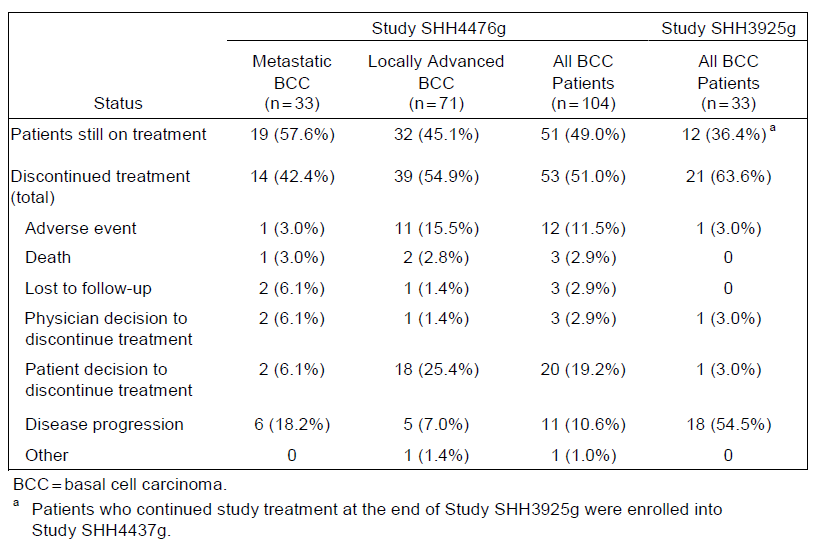 Study SHH4476g Study SHH3925g
Metastatic Locally Advanced All BCC All BCC
BCC BCC Patients Patients
Status (n=33) (n=71) (n=104) (n=33)
Patients still on treatment 19 (57.6%) 32 (45.1%) 51 (49.0%) 12 (36.4%) a
Discontinued treatment 14 (42.4%) 39 (54.9%) 53 (51.0%) 21 (63.6%)
(total)
Adverse event 1 (3.0%) 11 (15.5%) 12 (11.5%) 1 (3.0%)
Death 1 (3.0%) 2 (2.8%) 3 (2.9%) 0
Lost to follow-up 2 (6.1%) 1 (1.4%) 3 (2.9%) 0
Physician decision to 2 (6.1%) 1 (1.4%) 3 (2.9%) 1 (3.0%)
discontinue treatment
Patient decision to 2 (6.1%) 18 (25.4%) 20 (19.2%) 1 (3.0%)
discontinue treatment
Disease progression 6 (18.2%) 5 (7.0%) 11 (10.6%) 18 (54.5%)
Other 0 1 (1.4%) 1 (1.0%) 0
BCC=basal cell carcinoma.
a Patients who continued study treatment at the end of Study SHH3925g were enrolled into
Study SHH4437g.